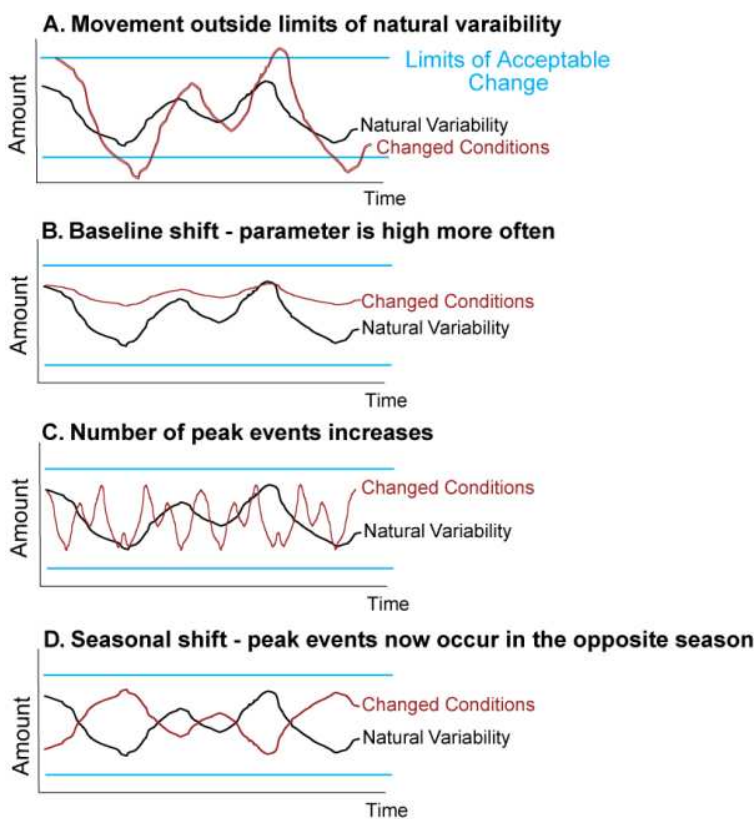 A. Movement outside limits of natural varaibility
Limits of Acceptable
Change
Amount
Natural Variability
Changed Conditions
Time
B. Baseline shift - parameter is high more often
Amount
Changed Conditions
Natural Variability
Time
C. Number of peak events increases
Amount
Changed Conditions
Natural Variability
Time
D. Seasonal shift - peak events now occur in the opposite season
Amount
Changed Conditions
Natural Variability
Time